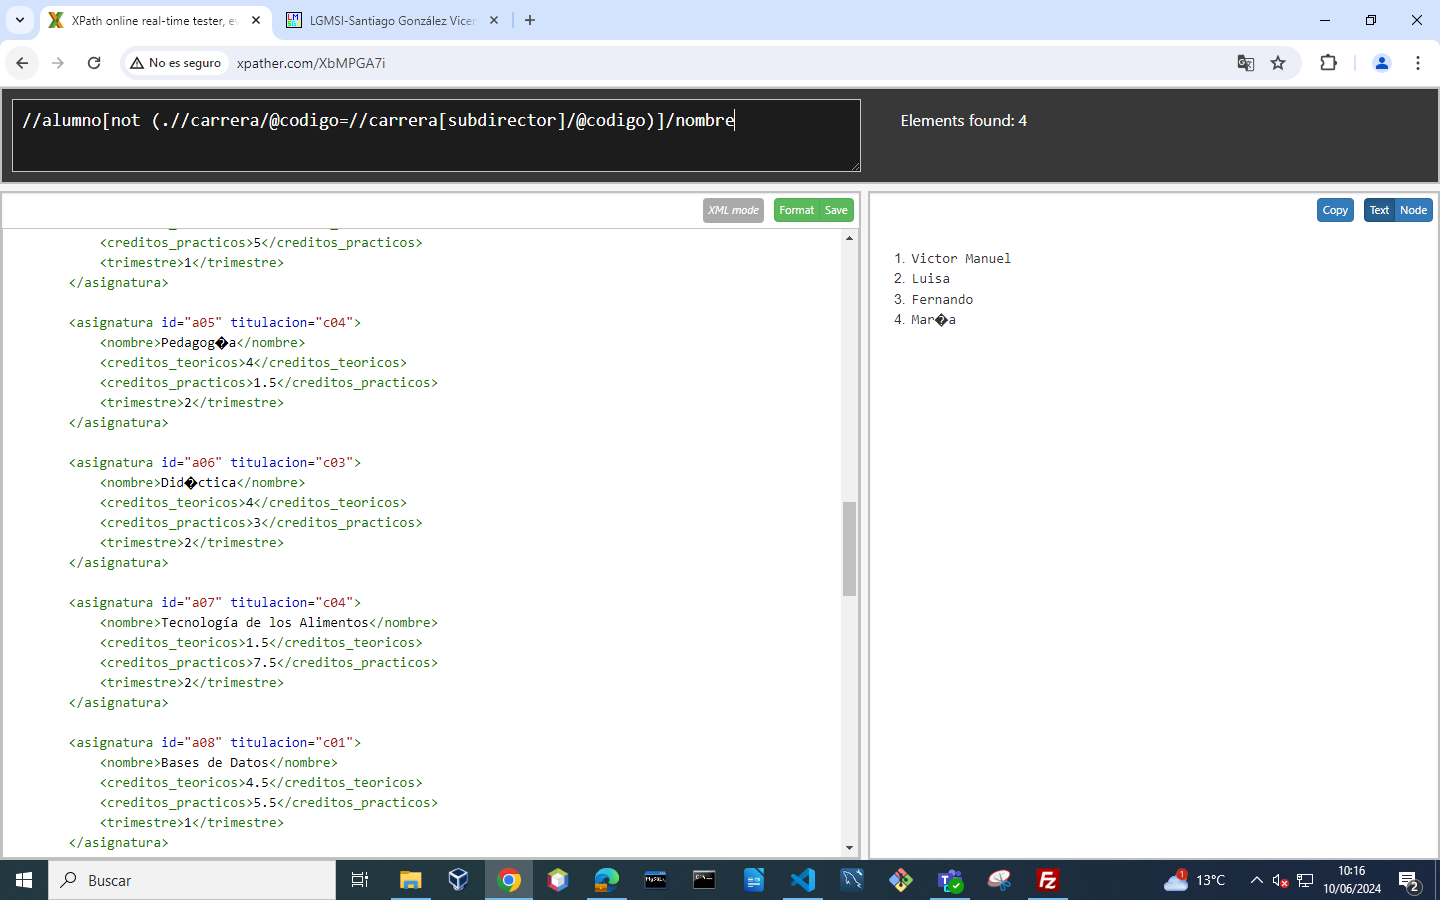 XPath online real-time tester, ev
LGMSI-Santiago González Vicen
No es seguro
xpather.com/XbMPGA7i
//alumno[not (.//carrera/@codigo=//carrera[subdirector]/@codigo)]/nombre
Elements found: 4
XML mode
Format
Save
Copy
Text
Node
<creditos_practicos>5</creditos_practicos>
<trimestre>1</trimestre>
</asignatura>
<asignatura id="a05" titulacion="c04">
<nombre>Pedagog�a</nombre>
<creditos_teoricos>4</creditos_teoricos>
<creditos_practicos>1.5</creditos_practicos>
<trimestre>2</trimestre>
</asignatura>
<asignatura id="a06" titulacion="c03">
<nombre>Did�ctica</nombre>
<creditos_teoricos>4</creditos_teoricos>
<creditos_practicos>3</creditos_practicos>
<trimestre>2</trimestre>
</asignatura>
<asignatura id="a07" titulacion="c04">
<nombre>Tecnología de los Alimentos</nombre>
<creditos_teoricos>1.5</creditos_teoricos>
<creditos_practicos>7.5</creditos_practicos>
<trimestre>2</trimestre>
</asignatura>
<asignatura id="a08" titulacion="c01">
<nombre>Bases de Datos</nombre>
<creditos_teoricos>4.5</creditos_teoricos>
<creditos_practicos>5.5</creditos_practicos>
<trimestre>1</trimestre>
</asignatura>
1. Victor Manuel
2. Luisa
3. Fernando
4. Mar�a
Buscar
1
13°C
10:16
10/06/2024
2